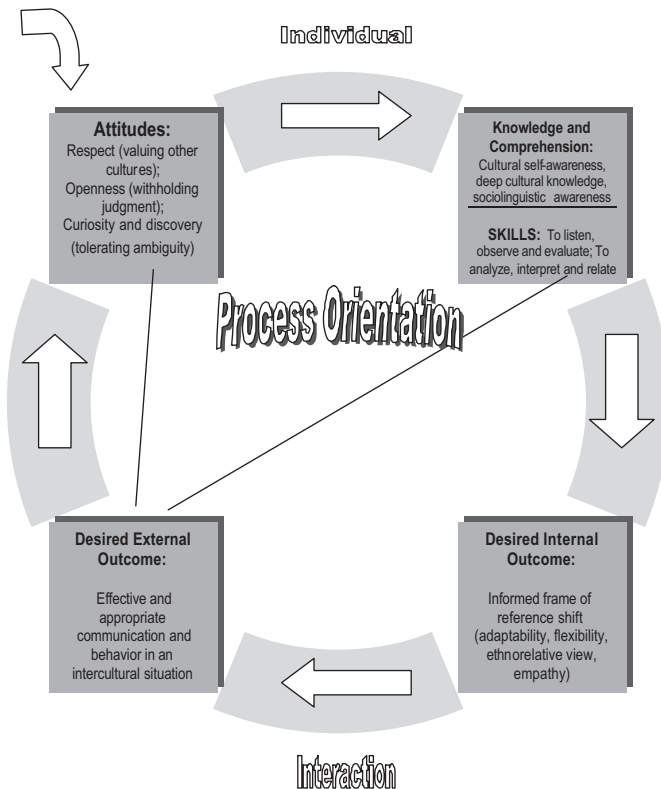 Individual
Attitudes:
Respect (valuing other
cultures);
Openness (withholding
judgment);
Curiosity and discovery
(tolerating ambiguity)
Knowledge and
Comprehension:
Cultural self-awareness,
deep cultural knowledge,
sociolinguistic awareness
SKILLS: To listen,
observe and evaluate; To
analyze, interpret and relate
Process Orientation
Desired External
Outcome:
Effective and
appropriate
communication and
behavior in an
intercultural situation
Desired Internal
Outcome:
Informed frame of
reference shift
(adaptability, flexibility,
ethnorelative view,
empathy)
Interaction